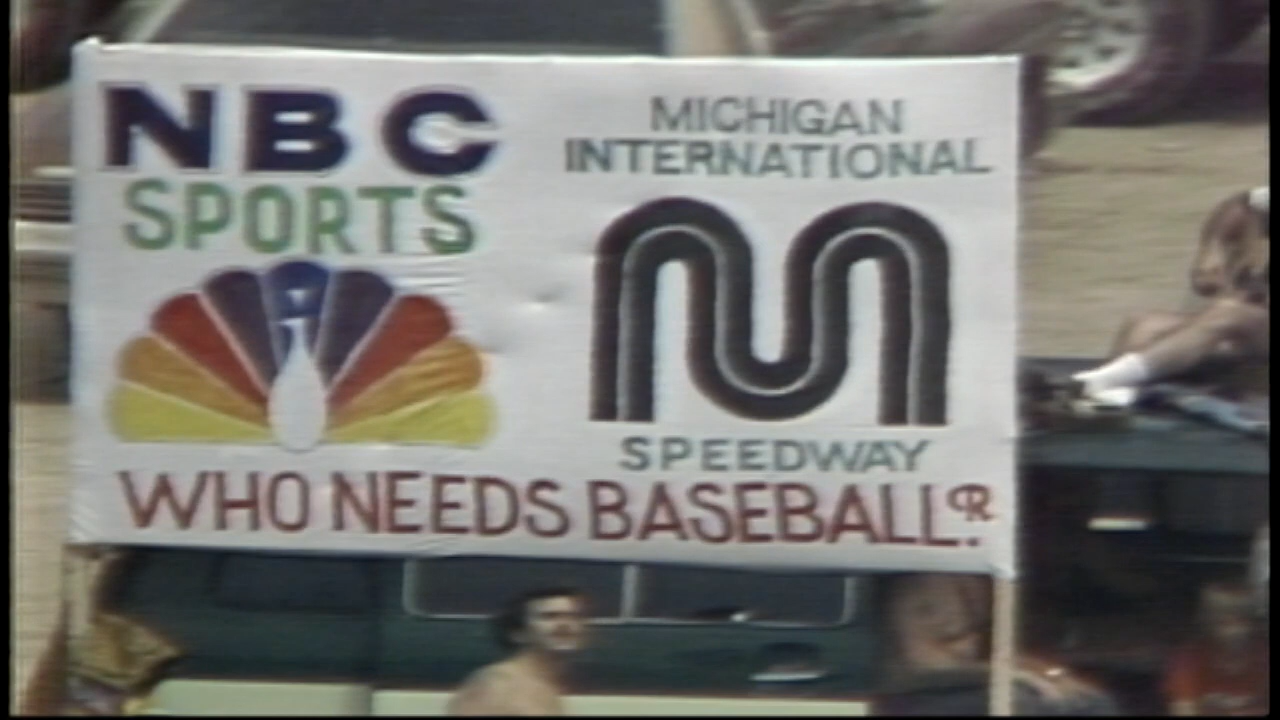 NBC
SPORTS
MICHIGAN
INTERNATIONAL
SPEEDWAY
WHO NEEDS BASEBALL.